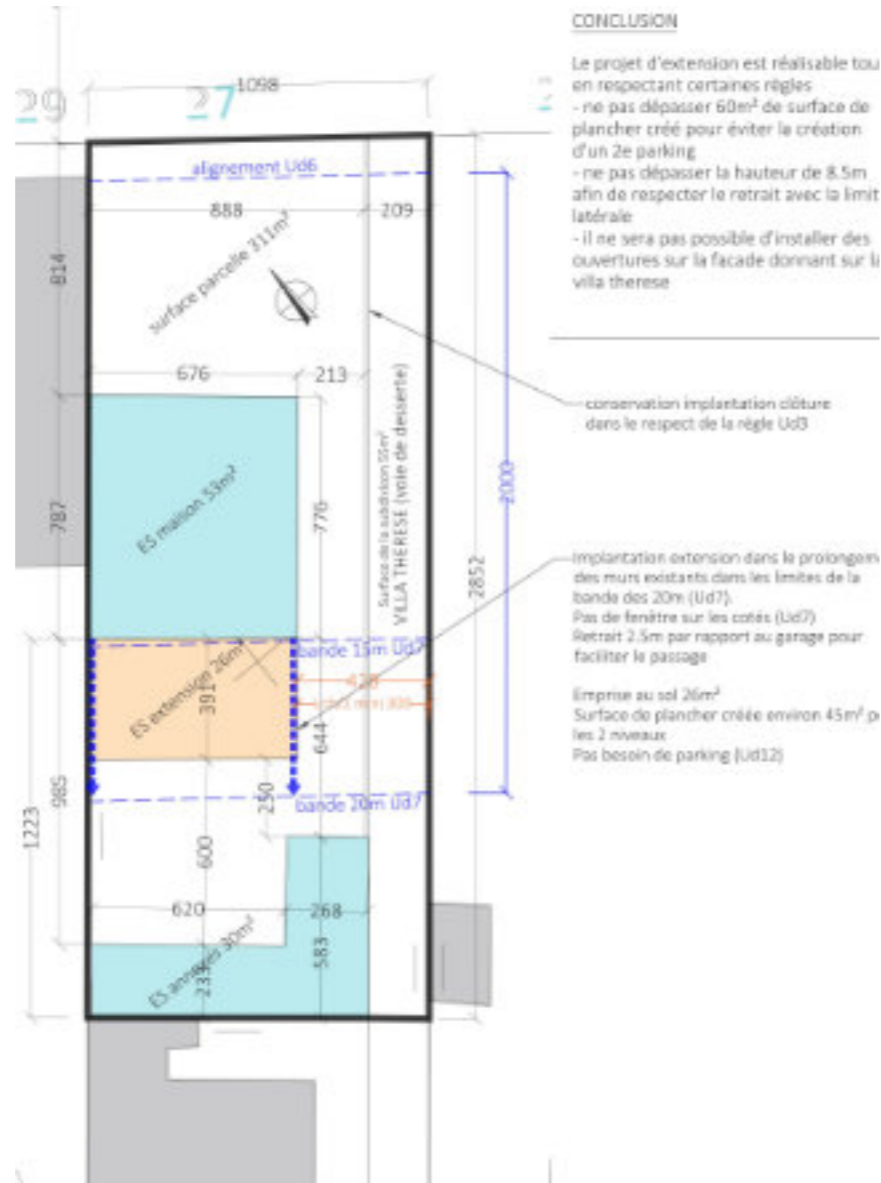 29
27
1098
alignement Ud6
888
209
814
surface parcelle 311m²
676
213
787
ES maison 53m²
776
Surface de la subdivision 55m²
VILLA THERESE (voie de desserte)
2000
2852
bande 15m Ud7
ES extension 26m²
391
644
bande 20m Ud7
985
1223
250
600
620
268
583
233
ES annexes 30m²
CONCLUSION
Le projet d'extension est réalisable tou
en respectant certaines règles
- ne pas dépasser 60m² de surface de
plancher créé pour éviter la création
d'un 2e parking
- ne pas dépasser la hauteur de 8.5m
afin de respecter le retrait avec la limit
latérale
- il ne sera pas possible d'installer des
ouvertures sur la facade donnant sur la
villa therese
conservation implantation clôture
dans le respect de la règle Ud3
Implantation extension dans le prolongem
des murs existants dans les limites de la
bande des 20m (Ud7).
Pas de fenêtre sur les cotés (Ud7)
Retrait 2.5m par rapport au garage pour
faciliter le passage
Emprise au sol 26m²
Surface de plancher créée environ 45m² p
les 2 niveaux
Pas besoin de parking (Ud12)